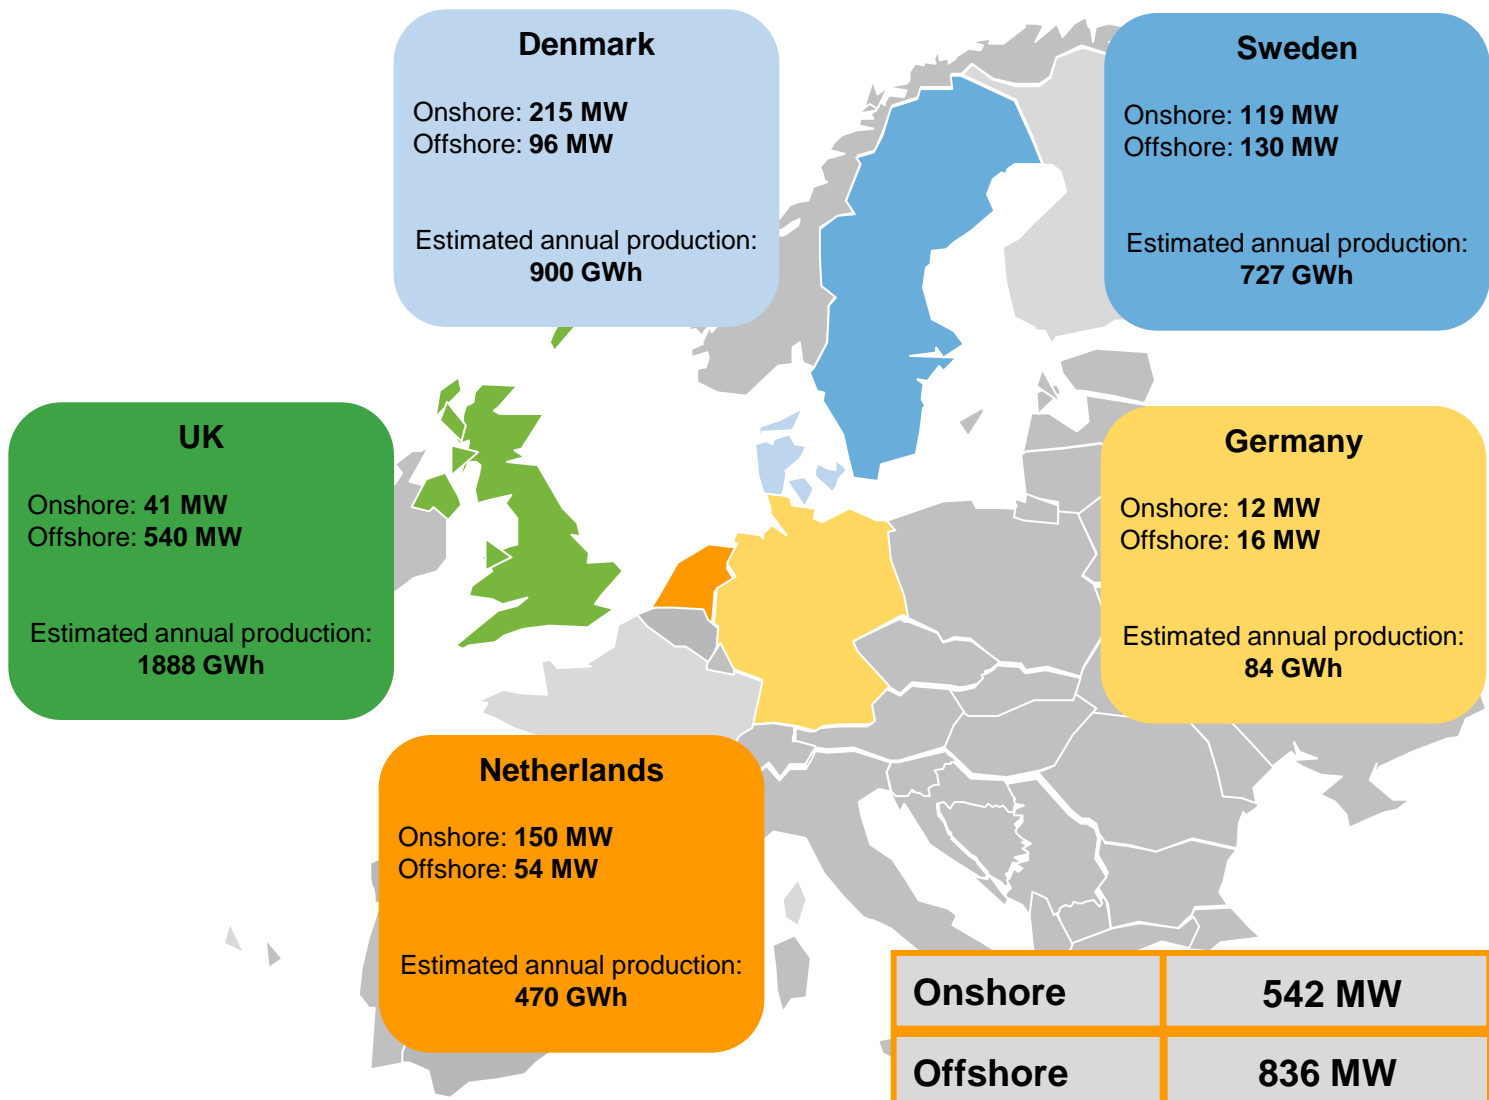 Denmark
Onshore: 215 MW
Offshore: 96 MW
Estimated annual production:
900 GWh
Sweden
Onshore: 119 MW
Offshore: 130 MW
Estimated annual production:
727 GWh
UK
Onshore: 41 MW
Offshore: 540 MW
Estimated annual production:
1888 GWh
Germany
Onshore: 12 MW
Offshore: 16 MW
Estimated annual production:
84 GWh
Netherlands
Onshore: 150 MW
Offshore: 54 MW
Estimated annual production:
470 GWh
Onshore 542 MW
Offshore 836 MW